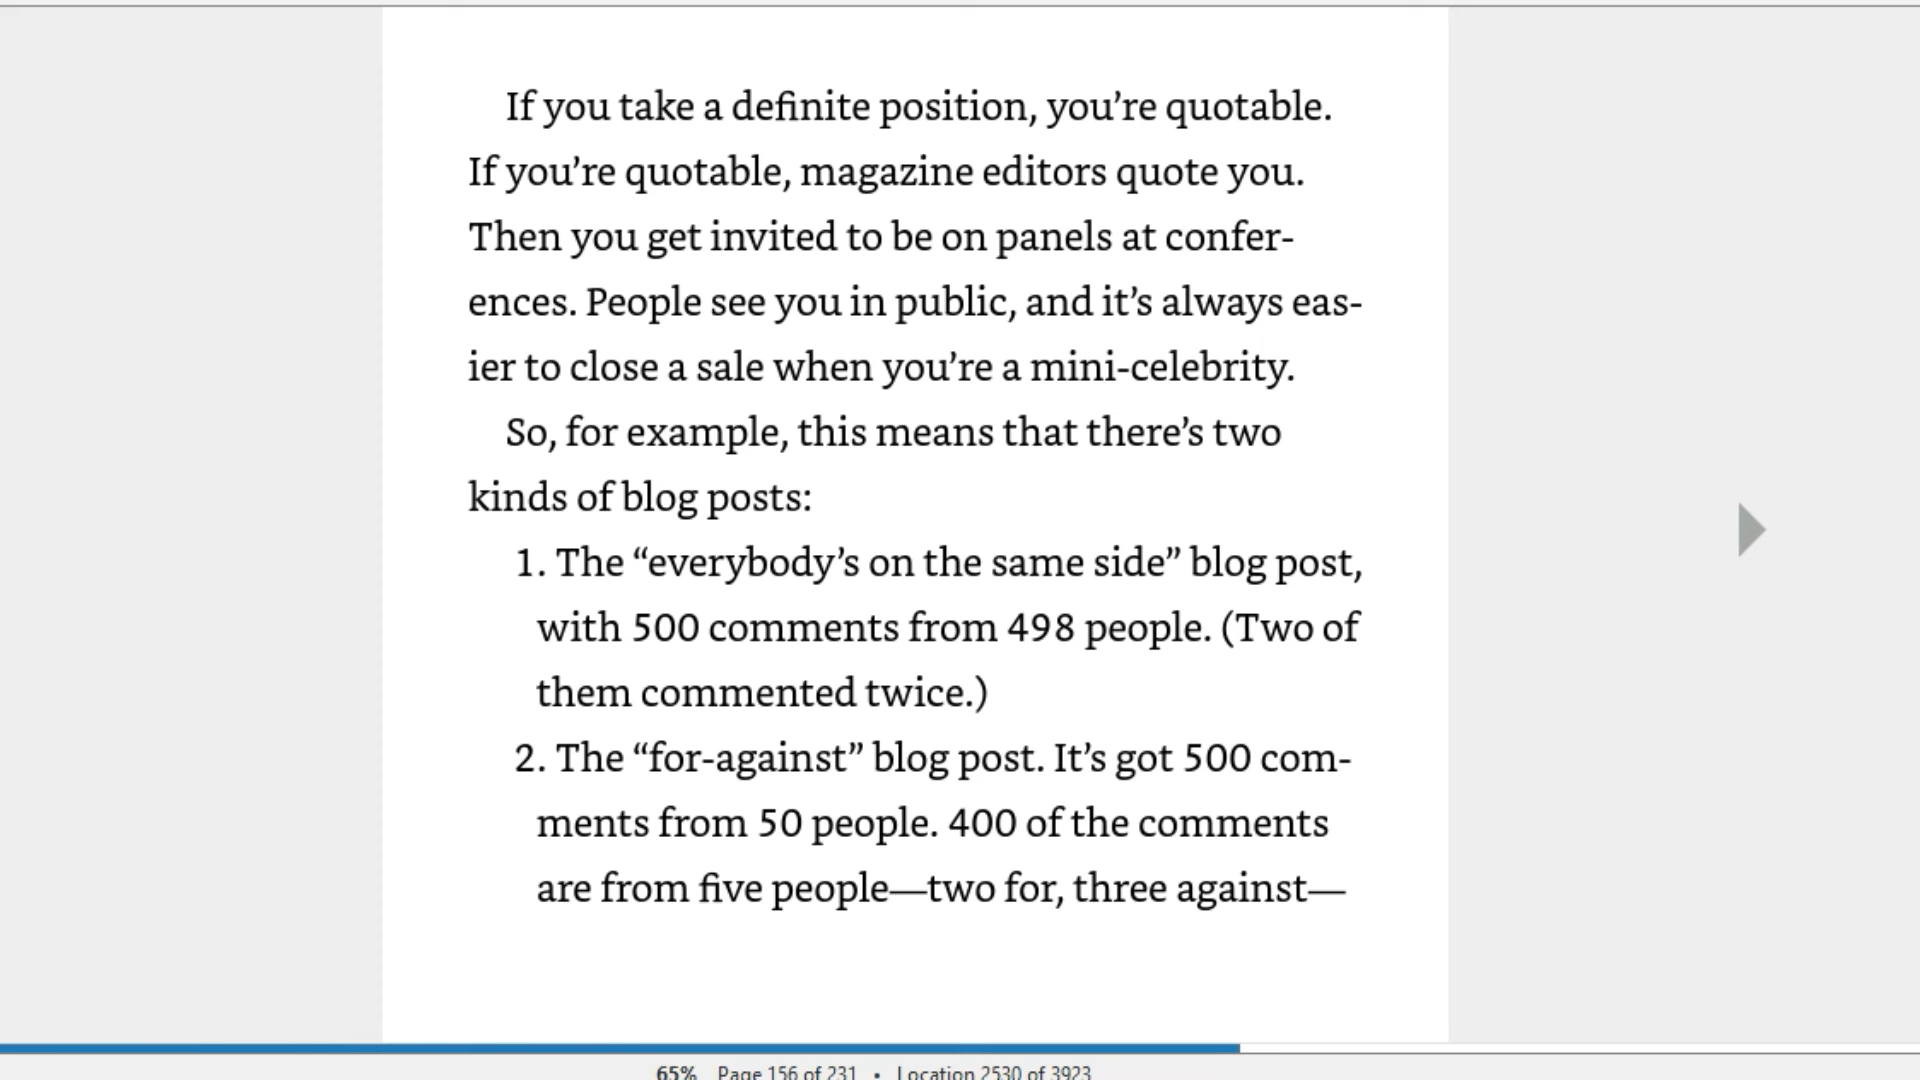 If you take a definite position, you’re quotable.
If you’re quotable, magazine editors quote you.
Then you get invited to be on panels at confer-
ences. People see you in public, and it’s always eas-
ier to close a sale when you’re a mini-celebrity.
So, for example, this means that there’s two
kinds of blog posts:
1. The “everybody’s on the same side” blog post,
with 500 comments from 498 people. (Two of
them commented twice.)
2. The “for-against” blog post. It’s got 500 com-
ments from 50 people. 400 of the comments
are from five people—two for, three against—
65% Page 156 of 231 • Location 2530 of 3923